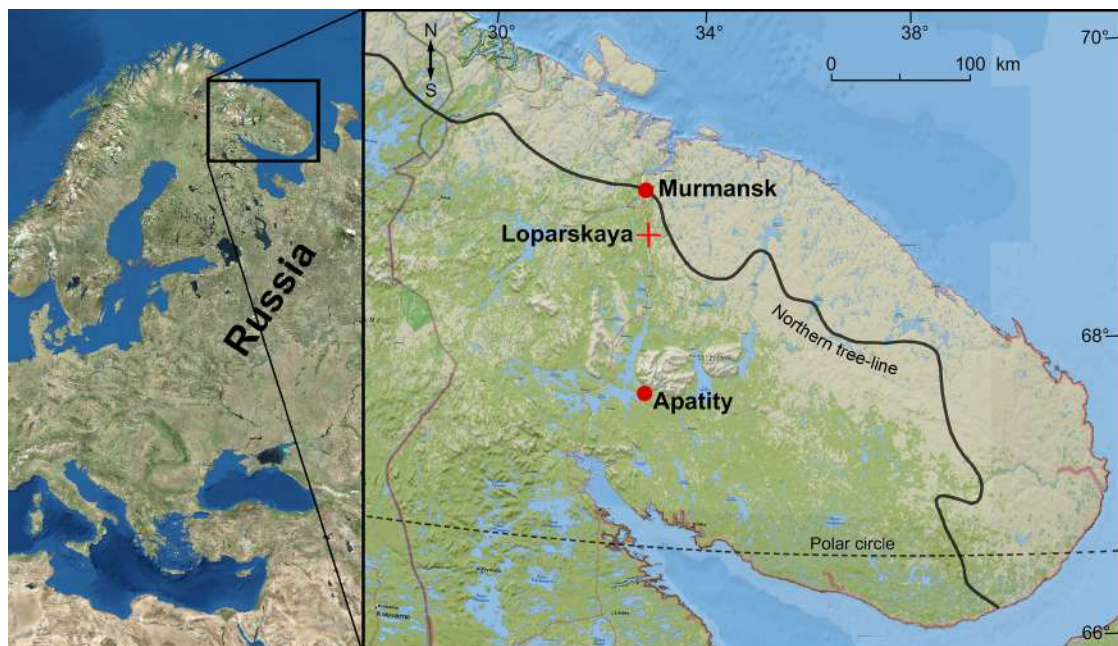 Russia
30°
34°
38°
70°
N
S
0
100 km
Murmansk
Loparskaya
Northern tree-line
68°
Apatity
Polar circle
66°